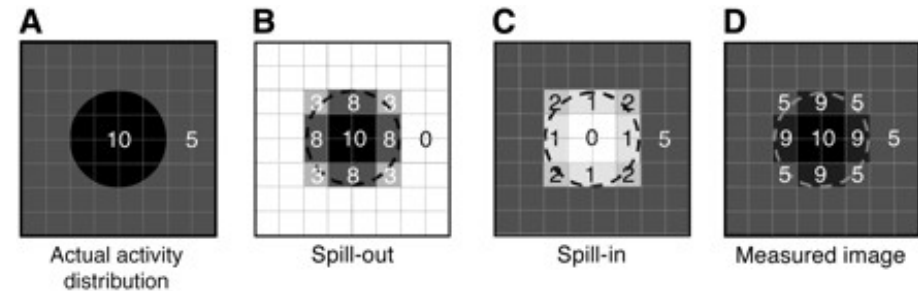 A
B
C
D
10 5
3 8 3
8 10 8 0
3 8 3
2 1 2
1 0 1 5
2 1 2
5 9 5
9 10 9 5
5 9 5
Actual activity
distribution
Spill-out
Spill-in
Measured image